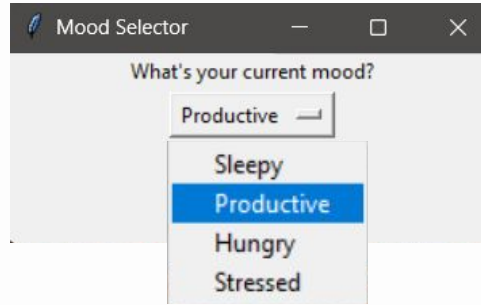 Mood Selector
What's your current mood?
Productive
Sleepy
Productive
Hungry
Stressed